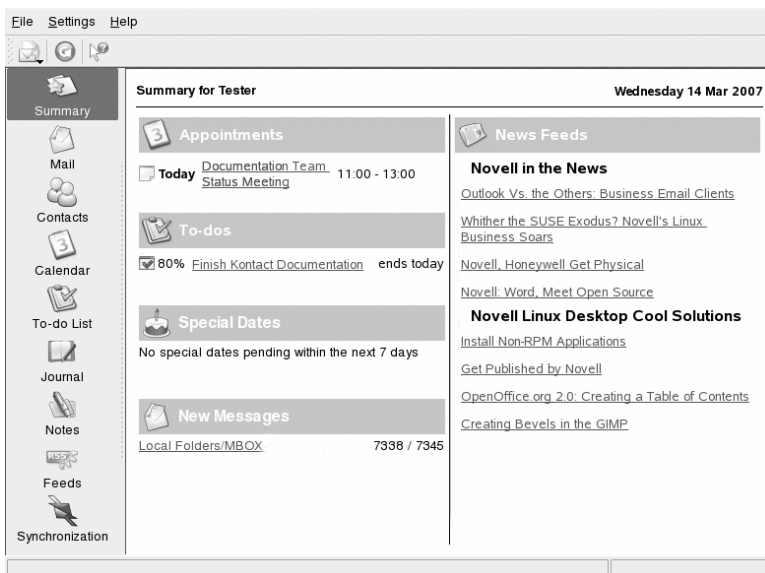 File Settings Help
Summary
Mail
Contacts
Calendar
To-do List
Journal
Notes
Feeds
Synchronization
Summary for Tester
Wednesday 14 Mar 2007
Appointments
Today Documentation Team Status Meeting 11:00 - 13:00
To-dos
80% Finish Kontact Documentation ends today
Special Dates
No special dates pending within the next 7 days
New Messages
Local Folders/MBOX 7338 / 7345
News Feeds
Novell in the News
Outlook Vs. the Others: Business Email Clients
Whither the SUSE Exodus? Novell's Linux
Business Soars
Novell, Honeywell Get Physical
Novell: Word, Meet Open Source
Novell Linux Desktop Cool Solutions
Install Non-RPM Applications
Get Published by Novell
OpenOffice.org 2.0: Creating a Table of Contents
Creating Bevels in the GIMP